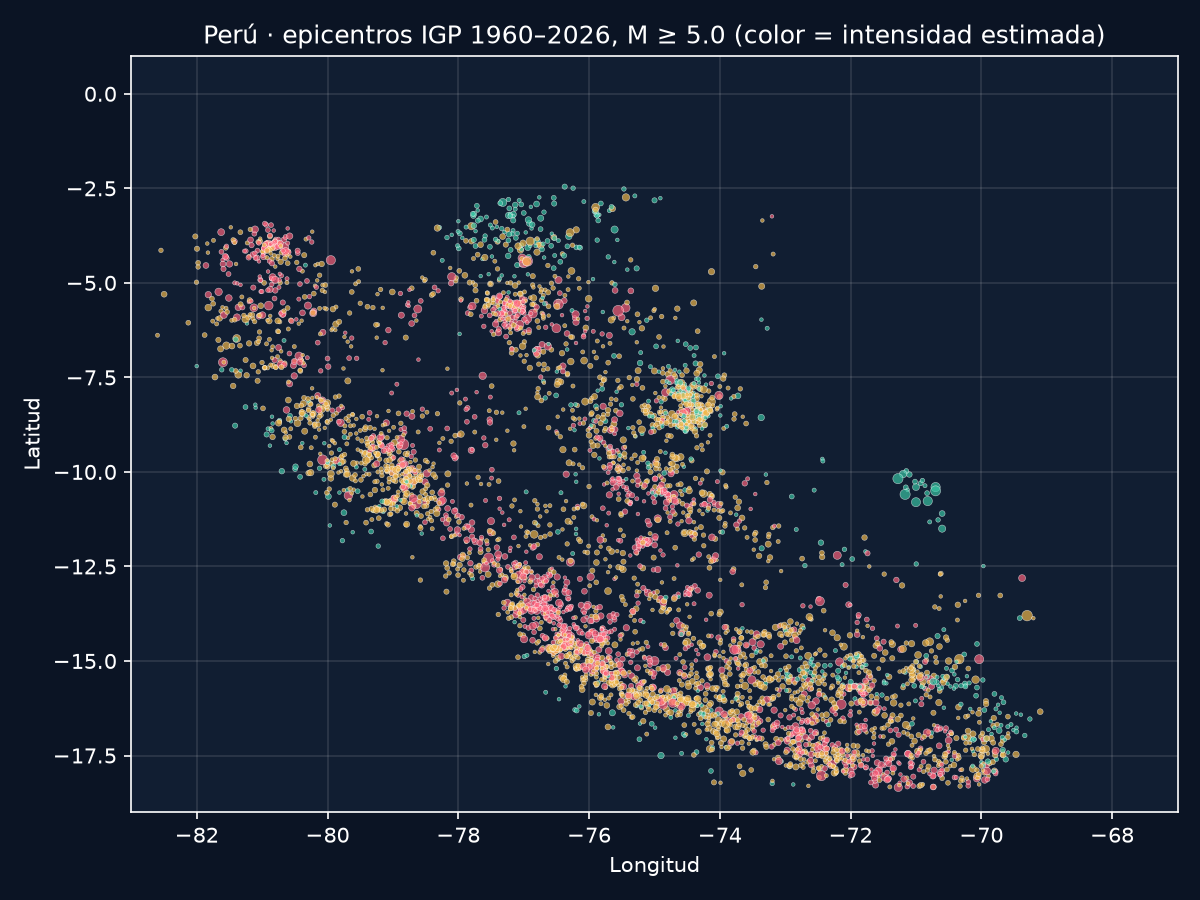 Perú · epicentros IGP 1960–2026, M ≥ 5.0 (color = intensidad estimada)
0.0
−2.5
−5.0
−7.5
−10.0
−12.5
−15.0
−17.5
Latitud
−82 −80 −78 −76 −74 −72 −70 −68
Longitud